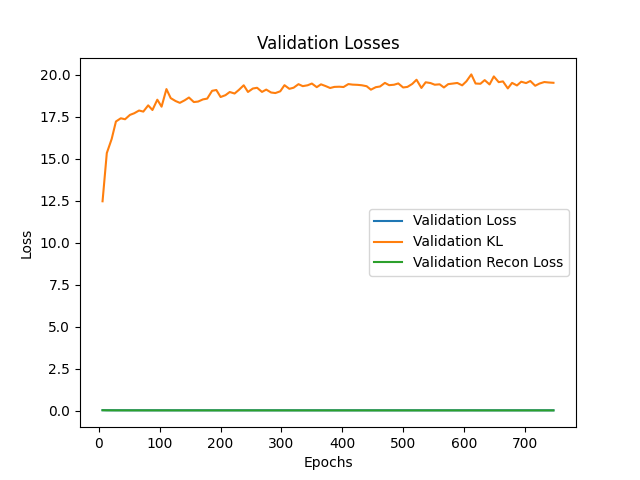 Validation Losses
20.0
17.5
15.0
12.5
10.0
7.5
5.0
2.5
0.0
Loss
Validation Loss
Validation KL
Validation Recon Loss
0 100 200 300 400 500 600 700
Epochs